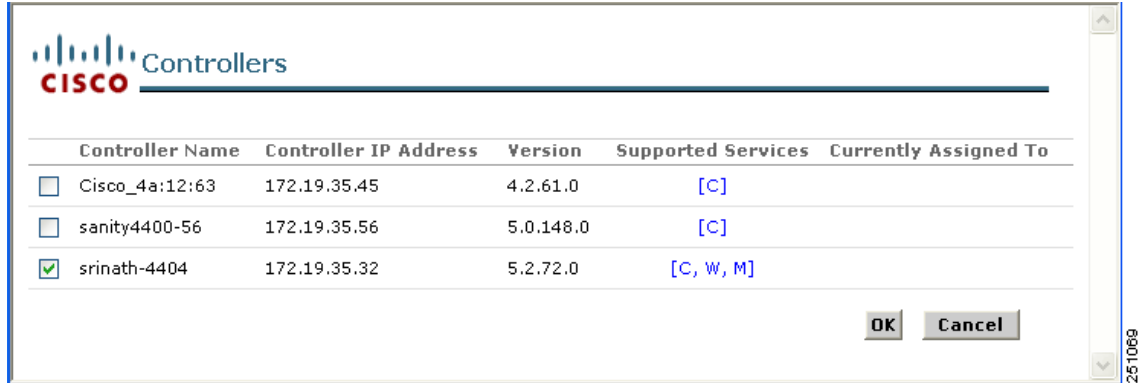 CISCO Controllers
Controller Name Controller IP Address Version Supported Services Currently Assigned To
Cisco_4a:12:63 172.19.35.45 4.2.61.0 [C]
sanity4400-56 172.19.35.56 5.0.148.0 [C]
srinath-4404 172.19.35.32 5.2.72.0 [C, W, M]
OK Cancel
251069